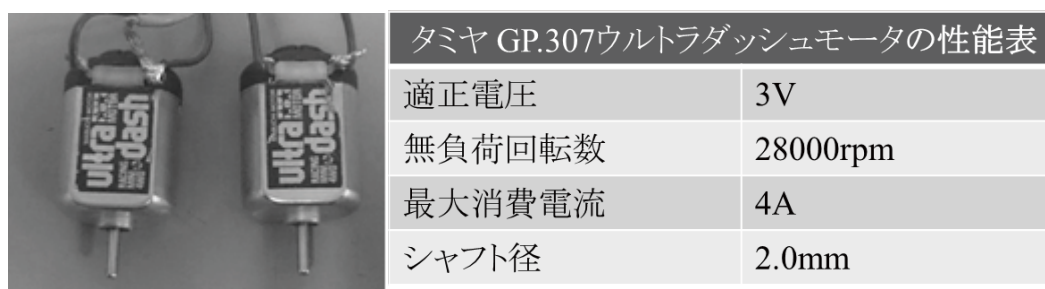 ultra
dash
ultra
dash
タミヤ GP.307ウルトラダッシュモータの性能表
適正電圧 3V
無負荷回転数 28000rpm
最大消費電流 4A
シャフト径 2.0mm